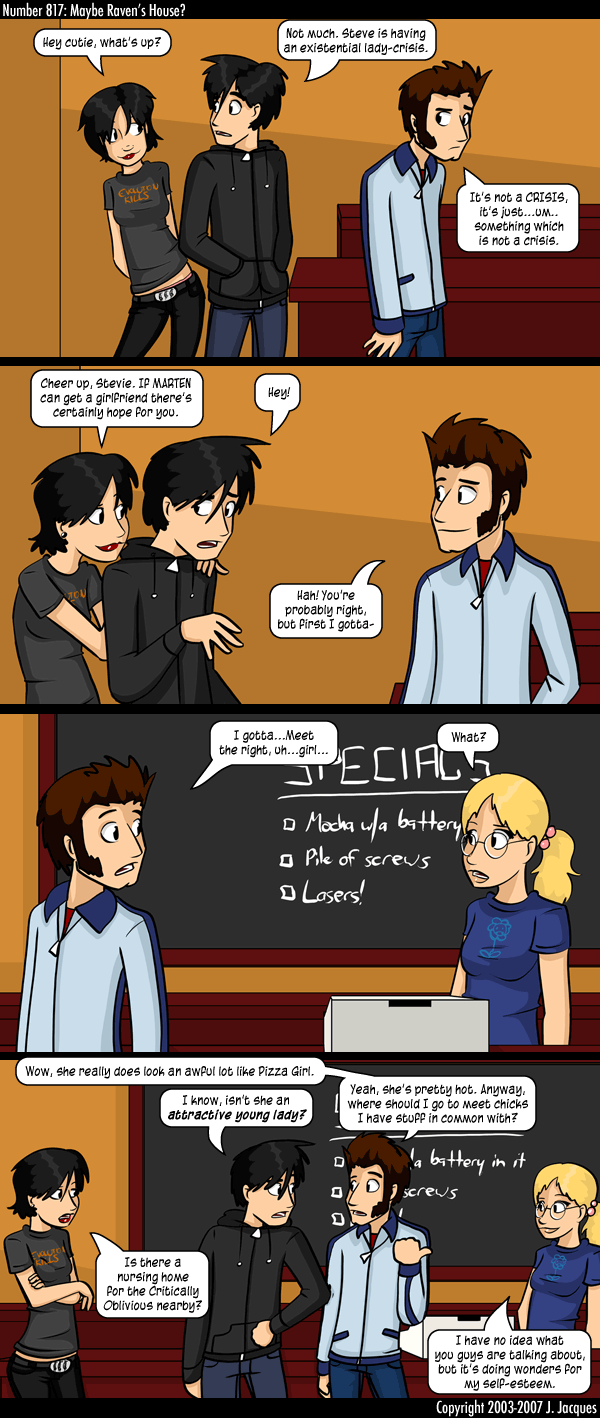 Number 817: Maybe Raven's House?
Hey cutie, what's up?
Not much. Steve is having
an existential lady-crisis.
It's not a CRISIS,
it's just...um..
something which
is not a crisis.
EVOLUTION
KILLS
Cheer up, Stevie. If MARTEN
can get a girlfriend there's
certainly hope for you.
Hey!
Hah! You're
probably right,
but first I gotta-
I gotta...Meet
the right, uh...girl...
What?
SPECIALS
Mocha w/a battery
Pile of screws
Lasers!
Wow, she really does look an awful lot like Pizza Girl.
I know, isn't she an
attractive young lady?
Yeah, she's pretty hot. Anyway,
where should I go to meet chicks
I have stuff in common with?
a battery in it
screws
EVOLUTION
KILLS
Is there a
nursing home
for the Critically
Oblivious nearby?
I have no idea what
you guys are talking about,
but it's doing wonders for
my self-esteem.
Copyright 2003-2007 J. Jacques